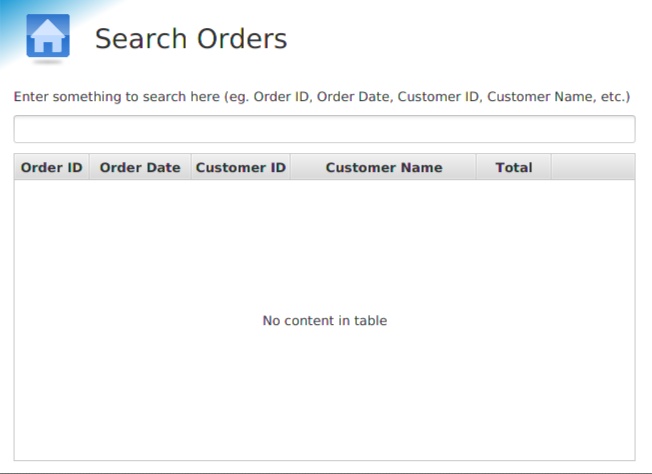 Search Orders
Enter something to search here (eg. Order ID, Order Date, Customer ID, Customer Name, etc.)
Order ID Order Date Customer ID Customer Name Total
No content in table